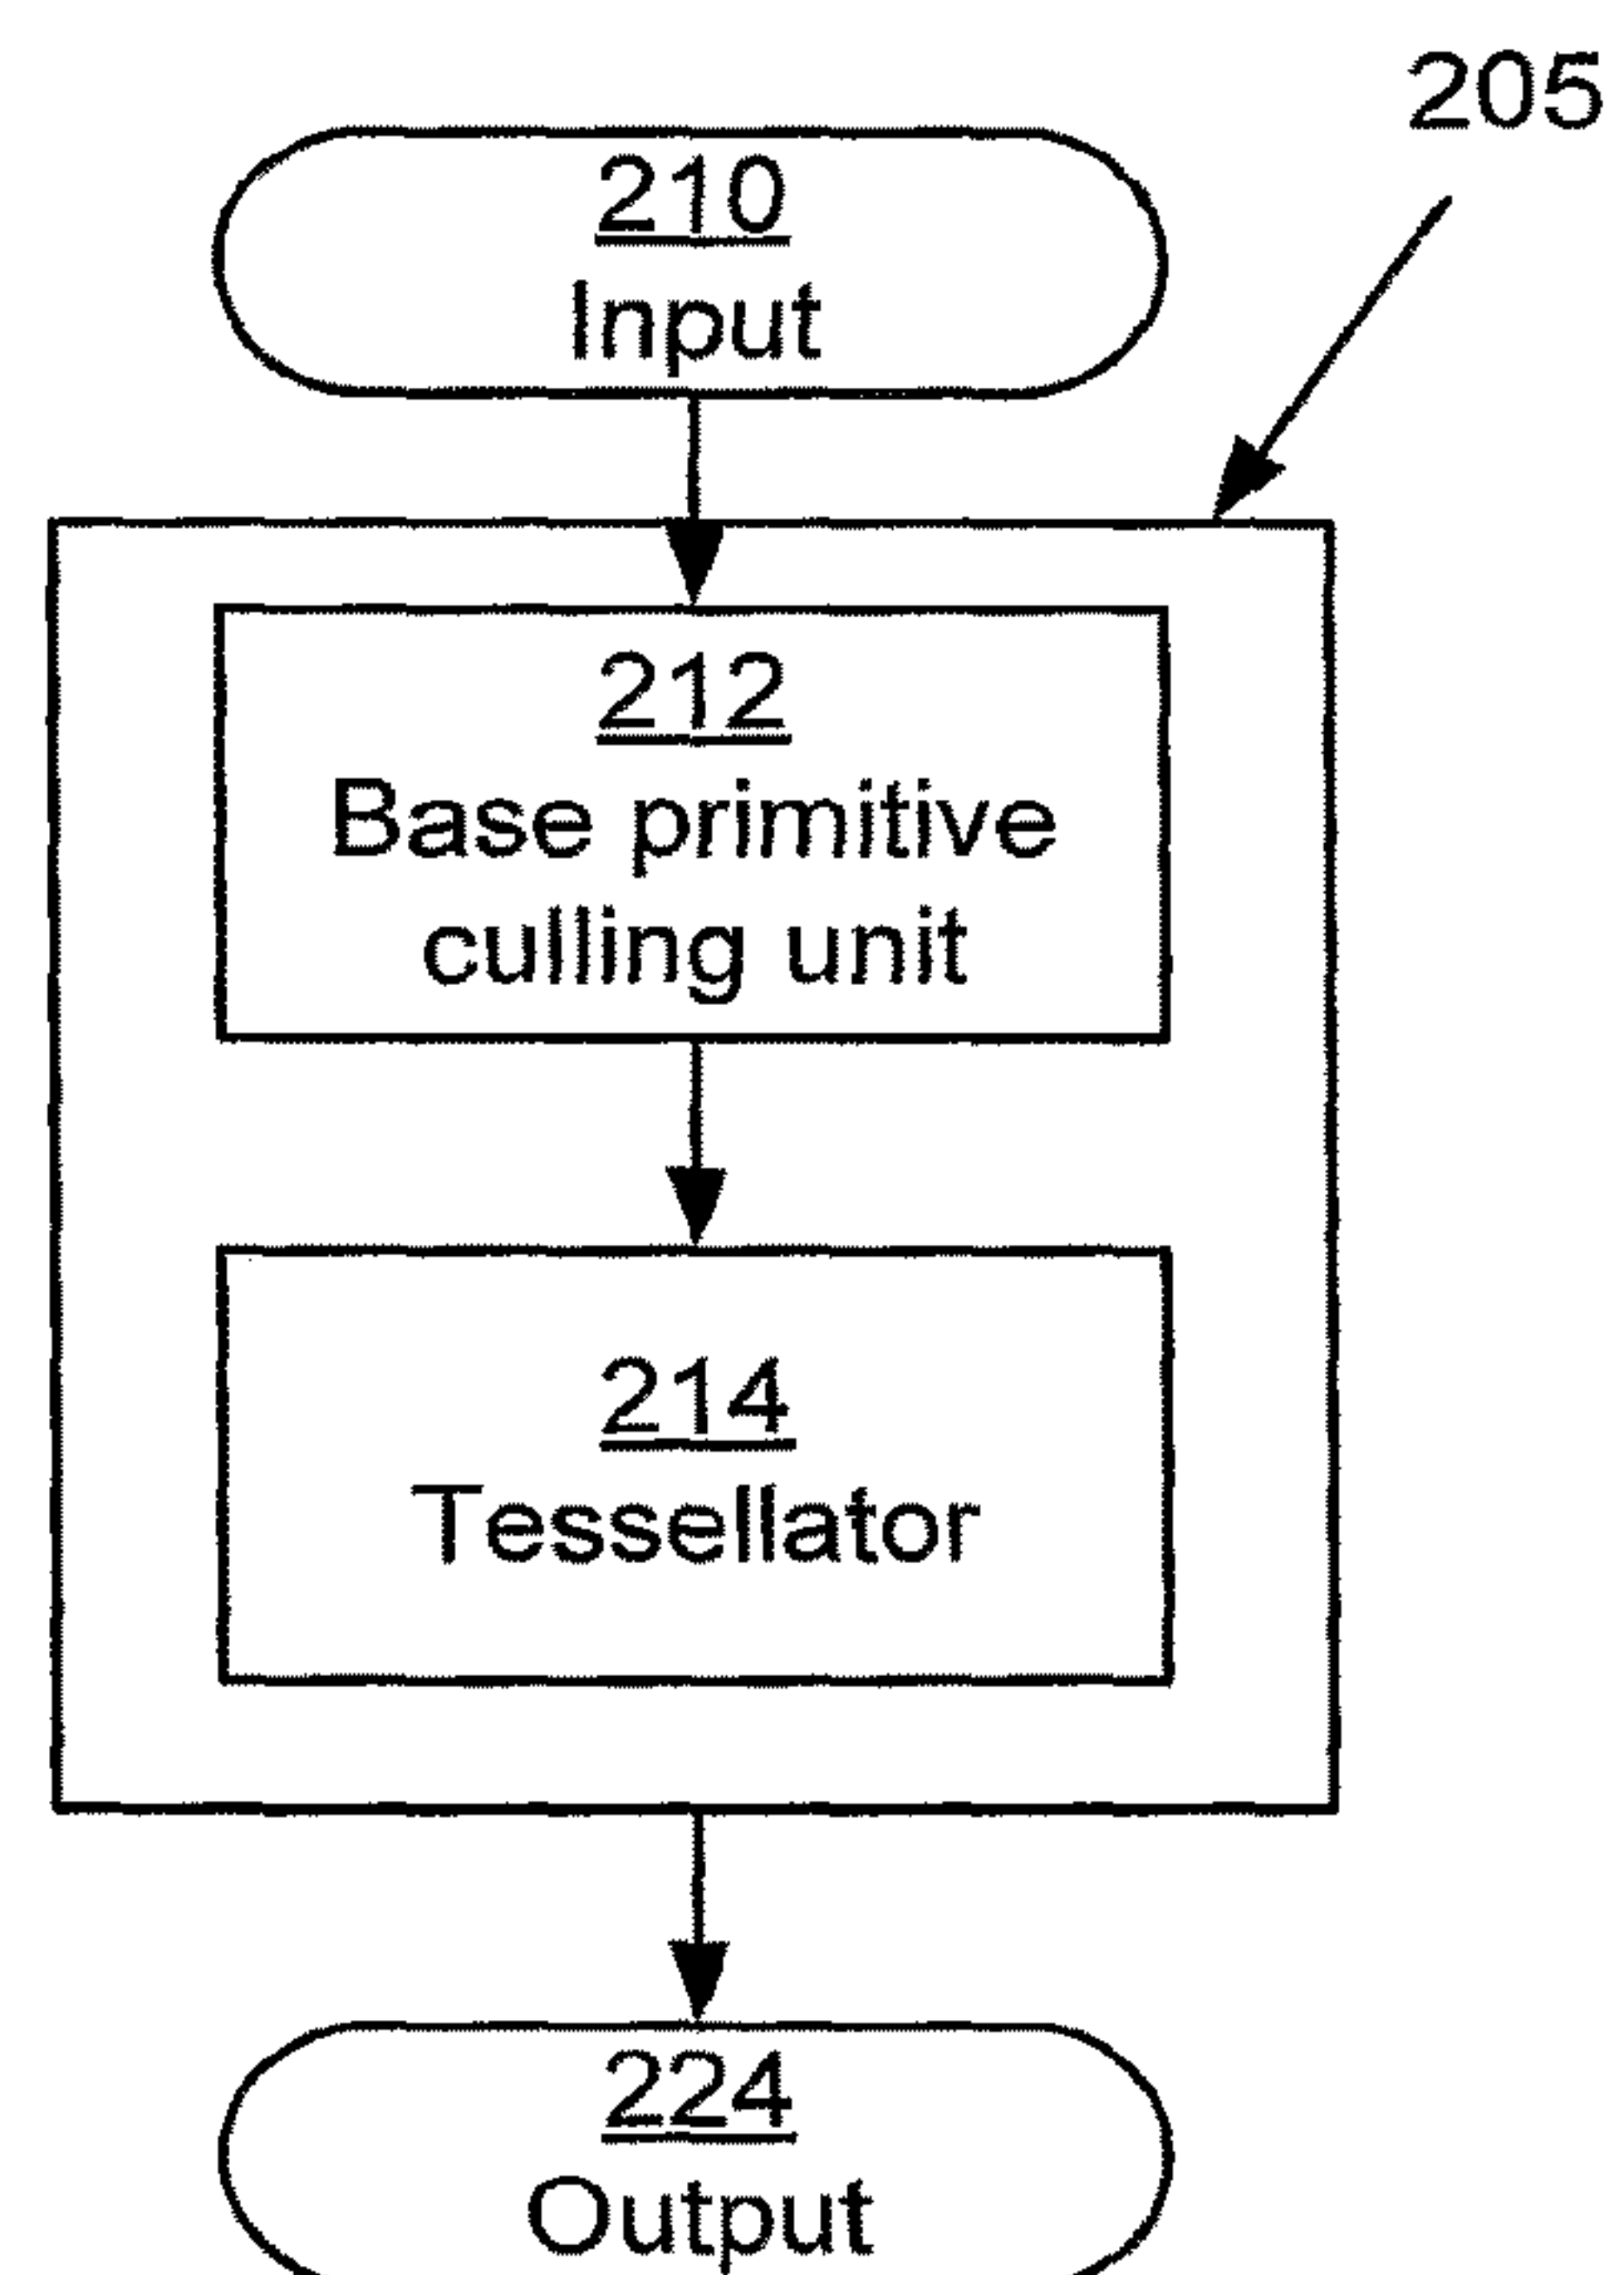 205
210
Input
212
Base primitive
culling unit
214
Tessellator
224
Output